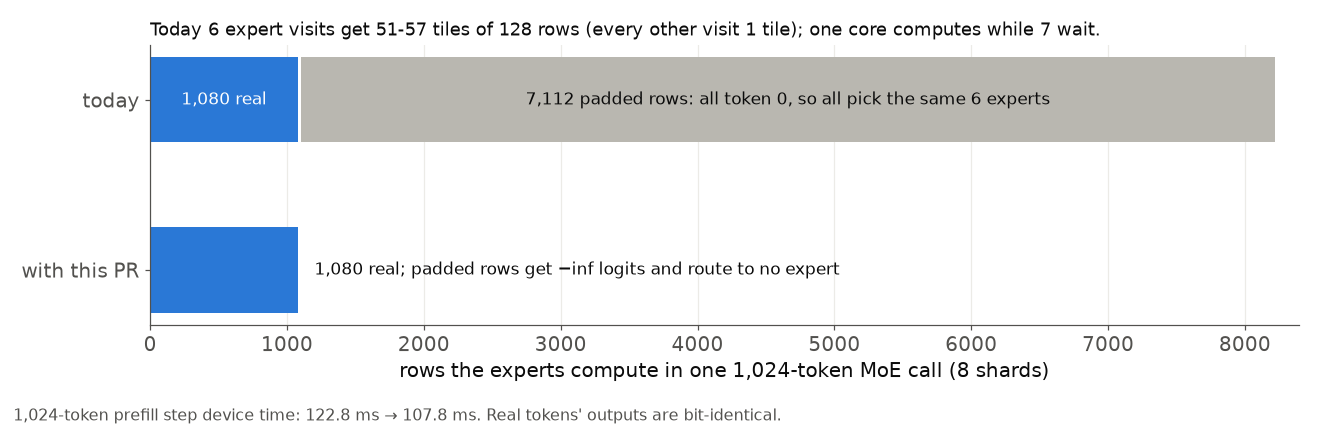 Today 6 expert visits get 51-57 tiles of 128 rows (every other visit 1 tile); one core computes while 7 wait.
today
1,080 real
7,112 padded rows: all token 0, so all pick the same 6 experts
with this PR
1,080 real; padded rows get −inf logits and route to no expert
0 1000 2000 3000 4000 5000 6000 7000 8000
rows the experts compute in one 1,024-token MoE call (8 shards)
1,024-token prefill step device time: 122.8 ms → 107.8 ms. Real tokens' outputs are bit-identical.